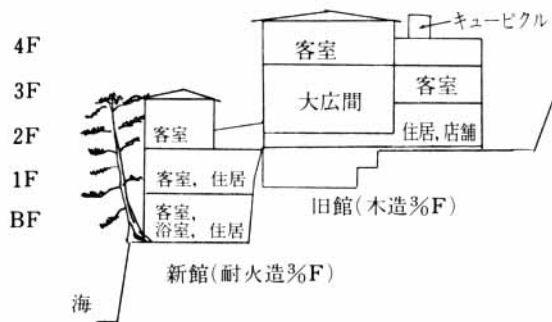 キュービクル
4F
客室
3F
大広間
客室
2F
客室
住居,店舗
1F
客室, 住居
旧館(木造3/0F)
BF
客室,
浴室, 住居
新館(耐火造3/0F)
海